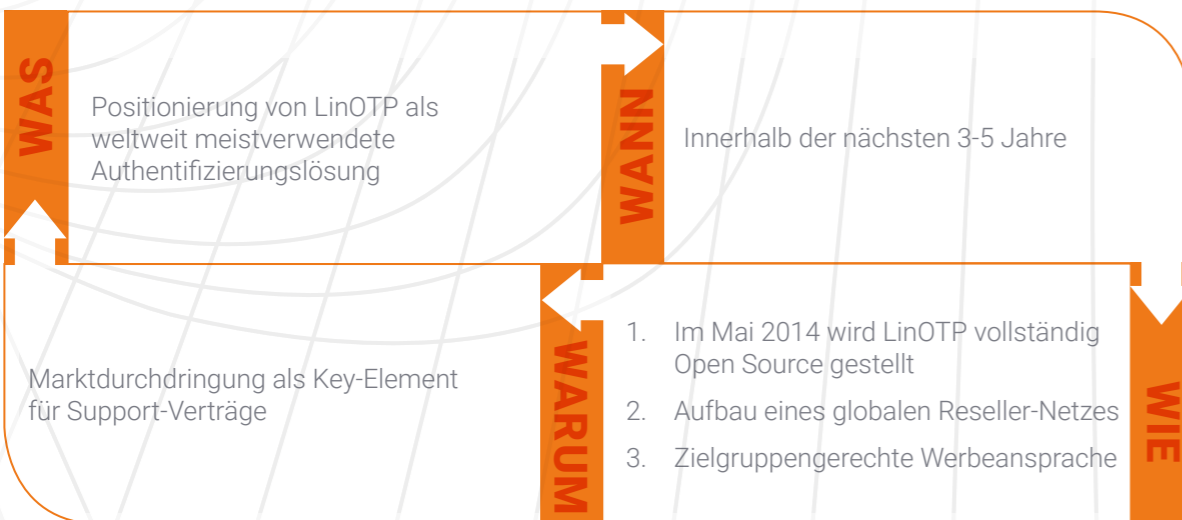 WAS
Positionierung von LinOTP als
weltweit meistverwendete
Authentifizierungslösung
WANN
Innerhalb der nächsten 3-5 Jahre
WIE
1. Im Mai 2014 wird LinOTP vollständig
Open Source gestellt
2. Aufbau eines globalen Reseller-Netzes
3. Zielgruppengerechte Werbeansprache
WARUM
Marktdurchdringung als Key-Element
für Support-Verträge